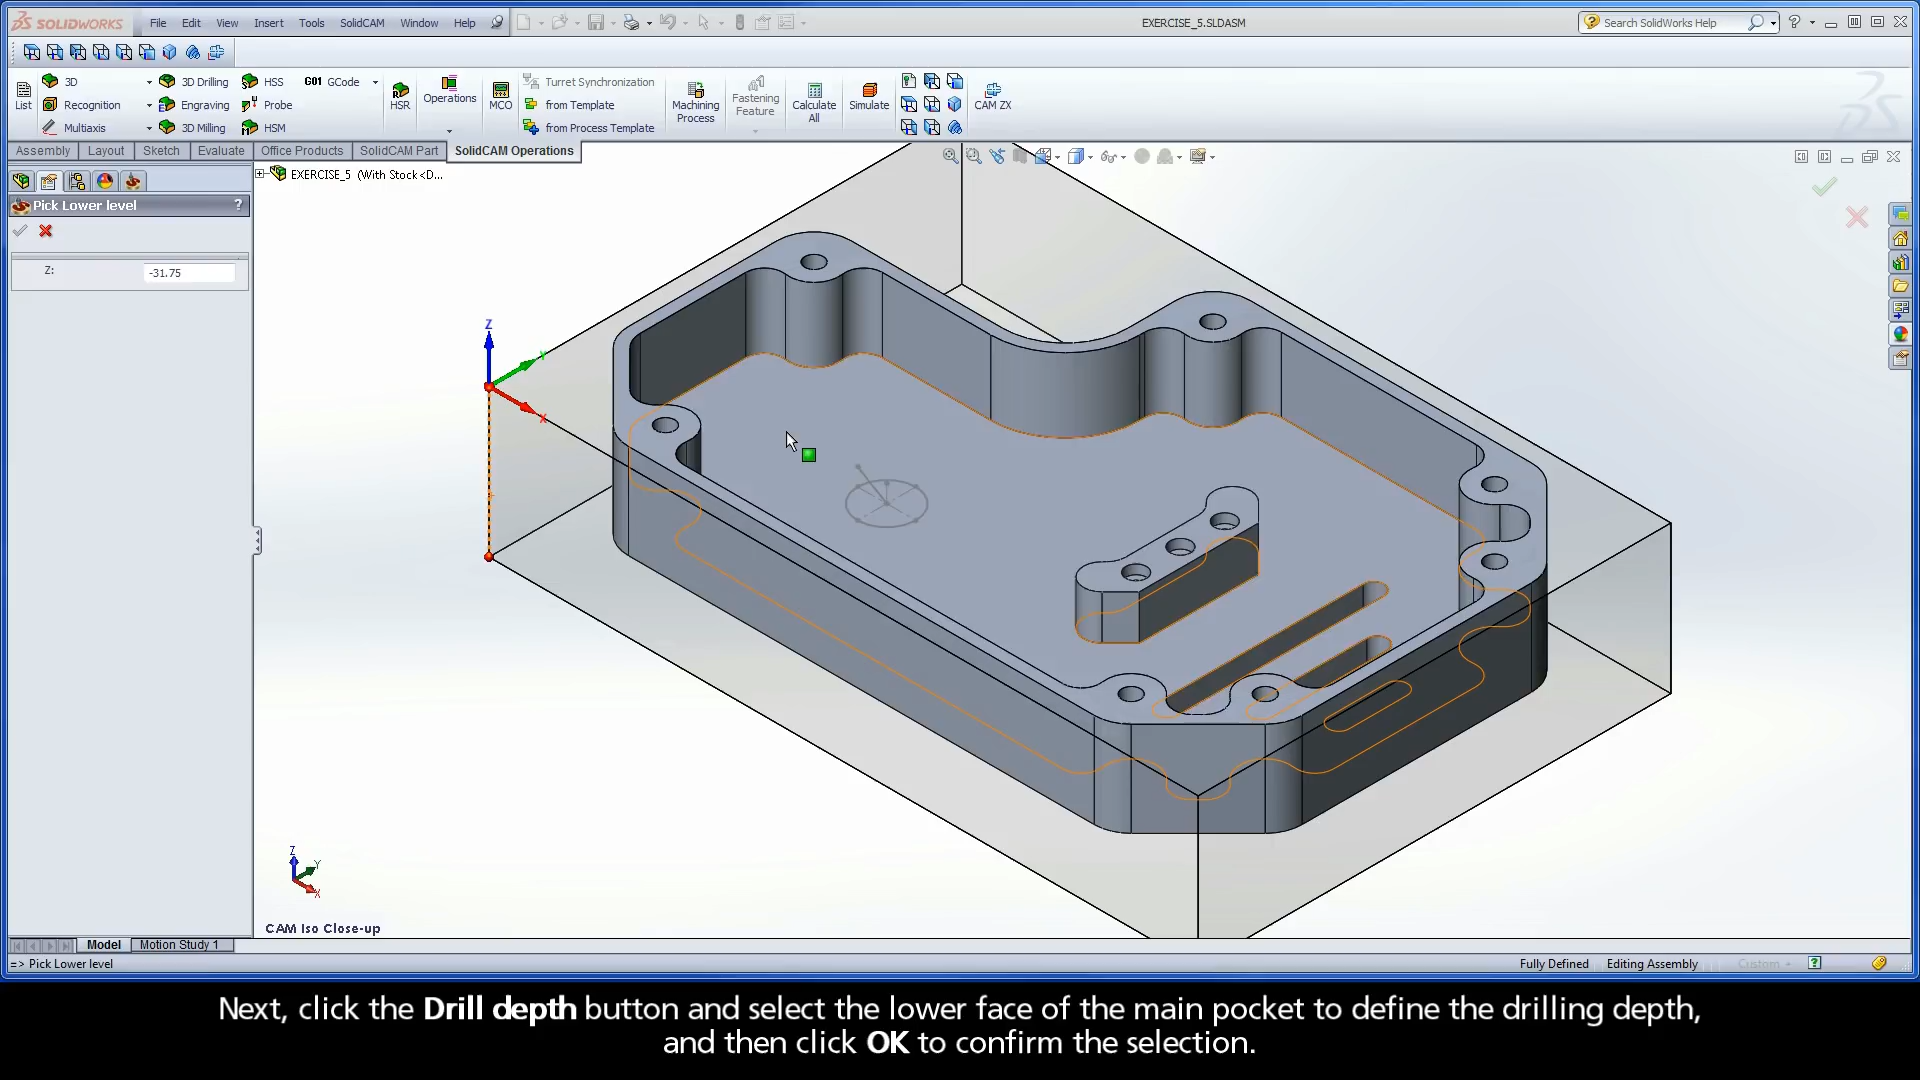 SOLIDWORKS File Edit View Insert Tools SolidCAM Window Help EXERCISE_5.SLDASM Search SolidWorks Help
3D 3D Drilling HSS G01 GCode Turret Synchronization
List Recognition Engraving Probe HSR Operations MCO from Template Machining Process Fastening Feature Calculate All Simulate CAM ZX
Multiaxis 3D Milling HSM from Process Template
Assembly Layout Sketch Evaluate Office Products SolidCAM Part SolidCAM Operations
EXERCISE_5 (With Stock<D...
Pick Lower level ?
Z: -31.75
Z
Y
X
Z
Y
X
CAM Iso Close-up
Model Motion Study 1
=> Pick Lower level Fully Defined Editing Assembly Custom
Next, click the Drill depth button and select the lower face of the main pocket to define the drilling depth,
and then click OK to confirm the selection.